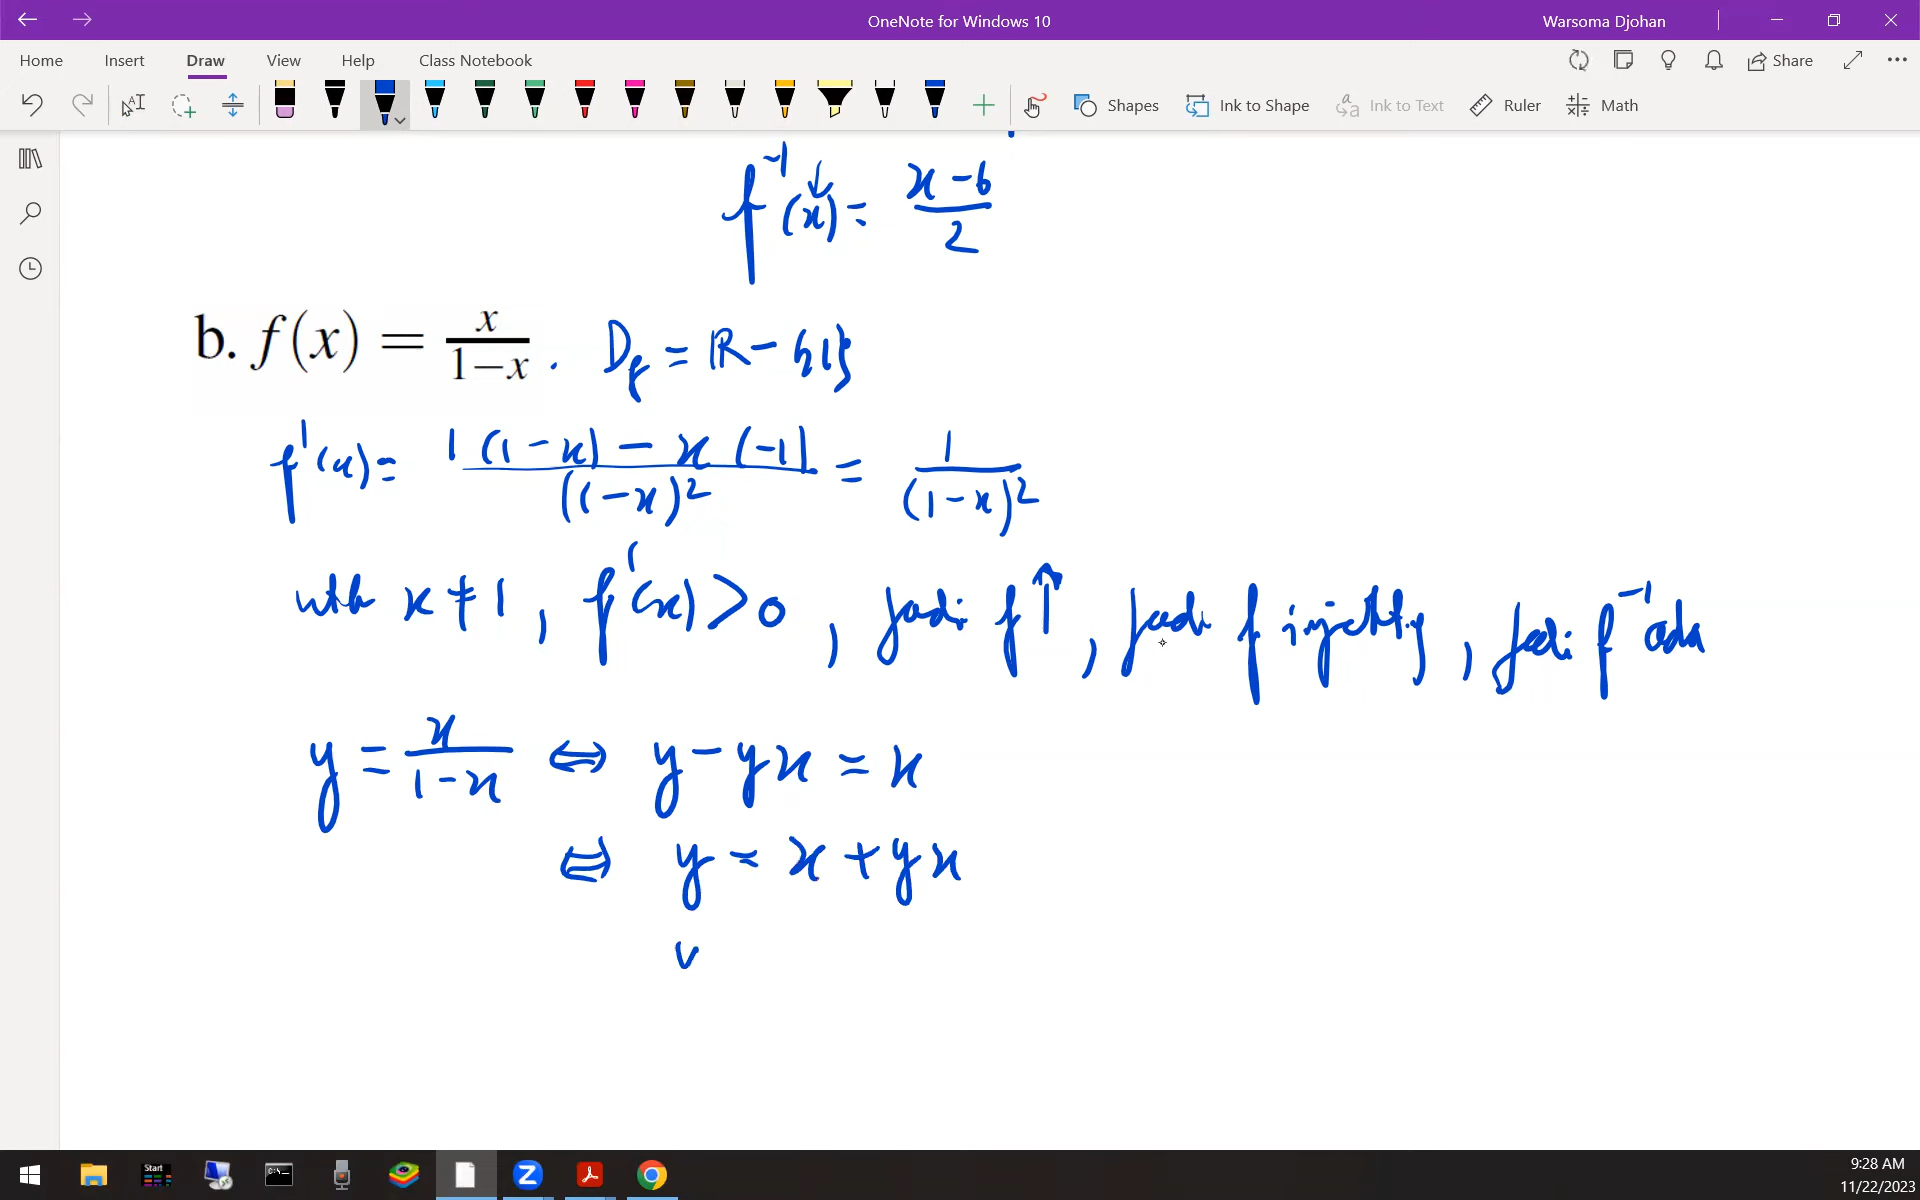 OneNote for Windows 10
Warsoma Djohan
Home Insert Draw View Help Class Notebook Share
Shapes Ink to Shape Ink to Text Ruler Math
f⁻¹(x) = (x - 6)/2
b. f(x) = x/(1-x) . D_f = ℝ - {1}
f'(x) = (1(1-x) - x(-1))/((1-x)²) = 1/(1-x)²
utk x ≠ 1, f'(x) > 0, jadi f ↑, jadi f injektif, jadi f⁻¹ ada
y = x/(1-x) ⇔ y - yx = x
⇔ y = x + yx
Start
9:28 AM
11/22/2023